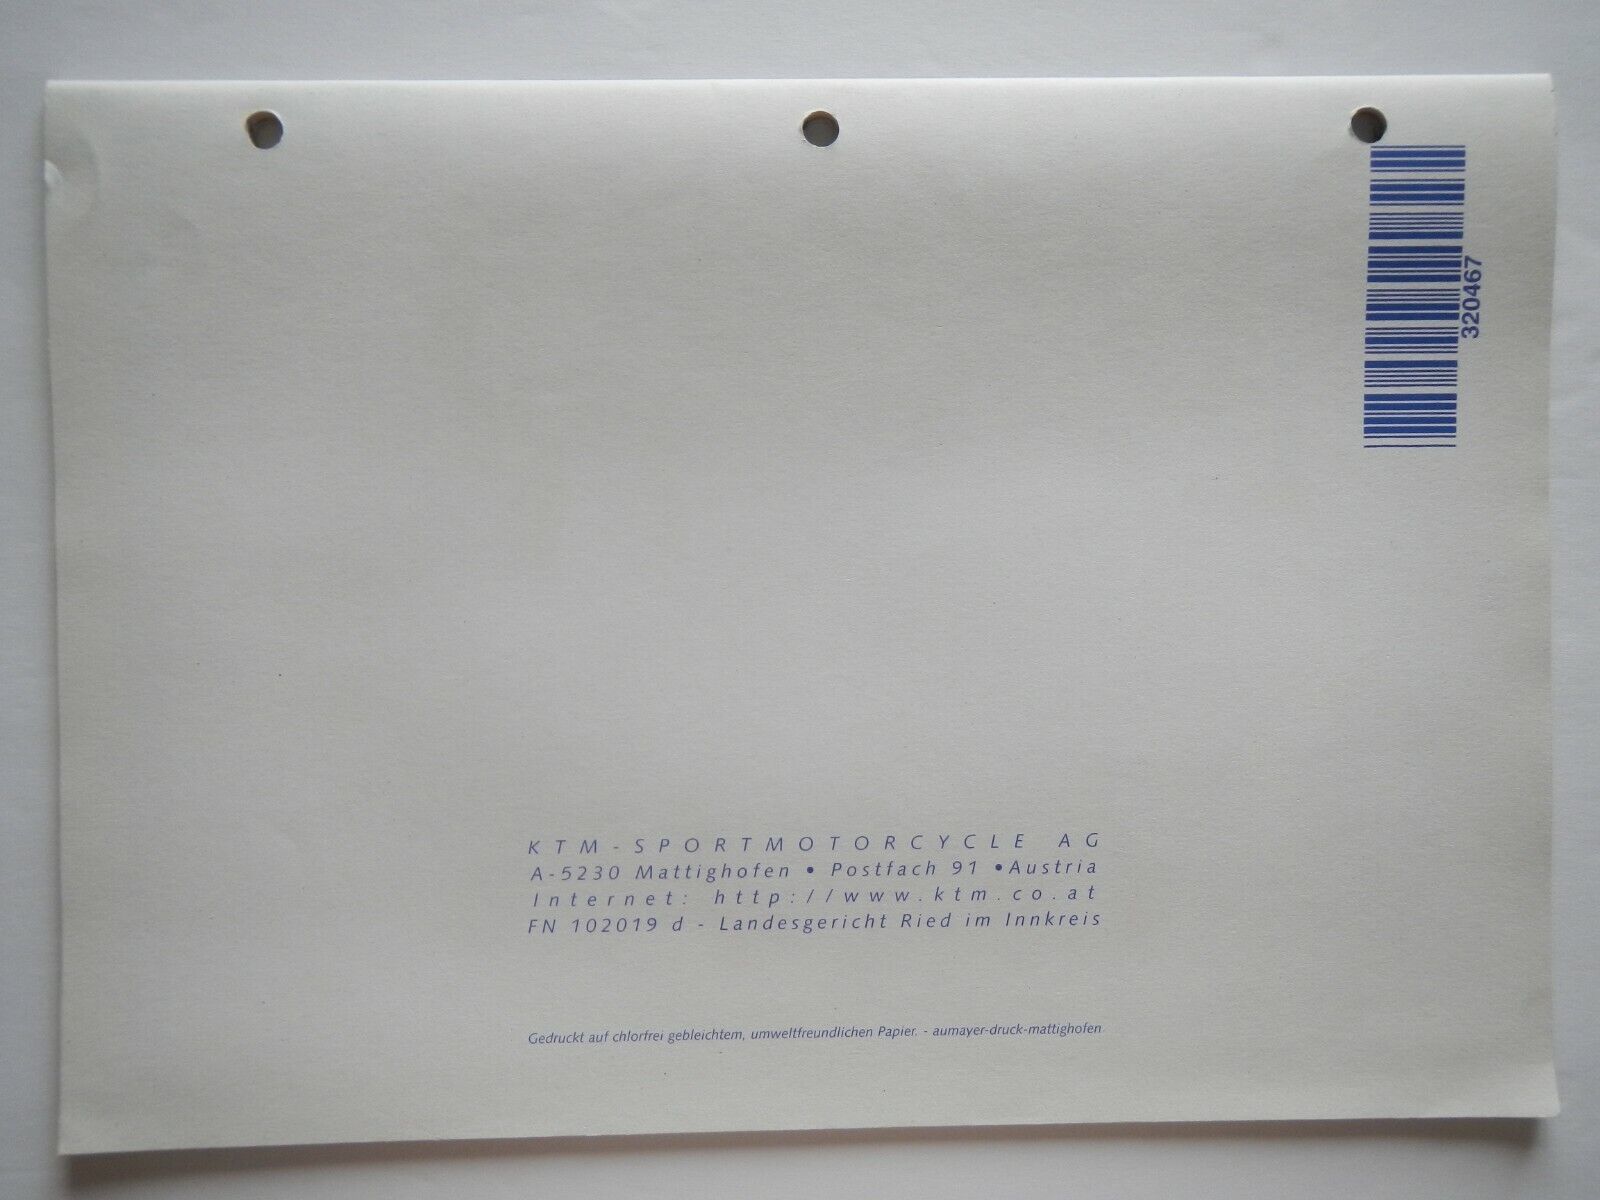 320467
KTM-SPORTMOTORCYCLE AG
A-5230 Mattighofen • Postfach 91 •Austria
Internet: http://www.ktm.co.at
FN 102019 d - Landesgericht Ried im Innkreis
Gedruckt auf chlorfrei gebleichtem, umweltfreundlichen Papier. - aumayer-druck-mattighofen